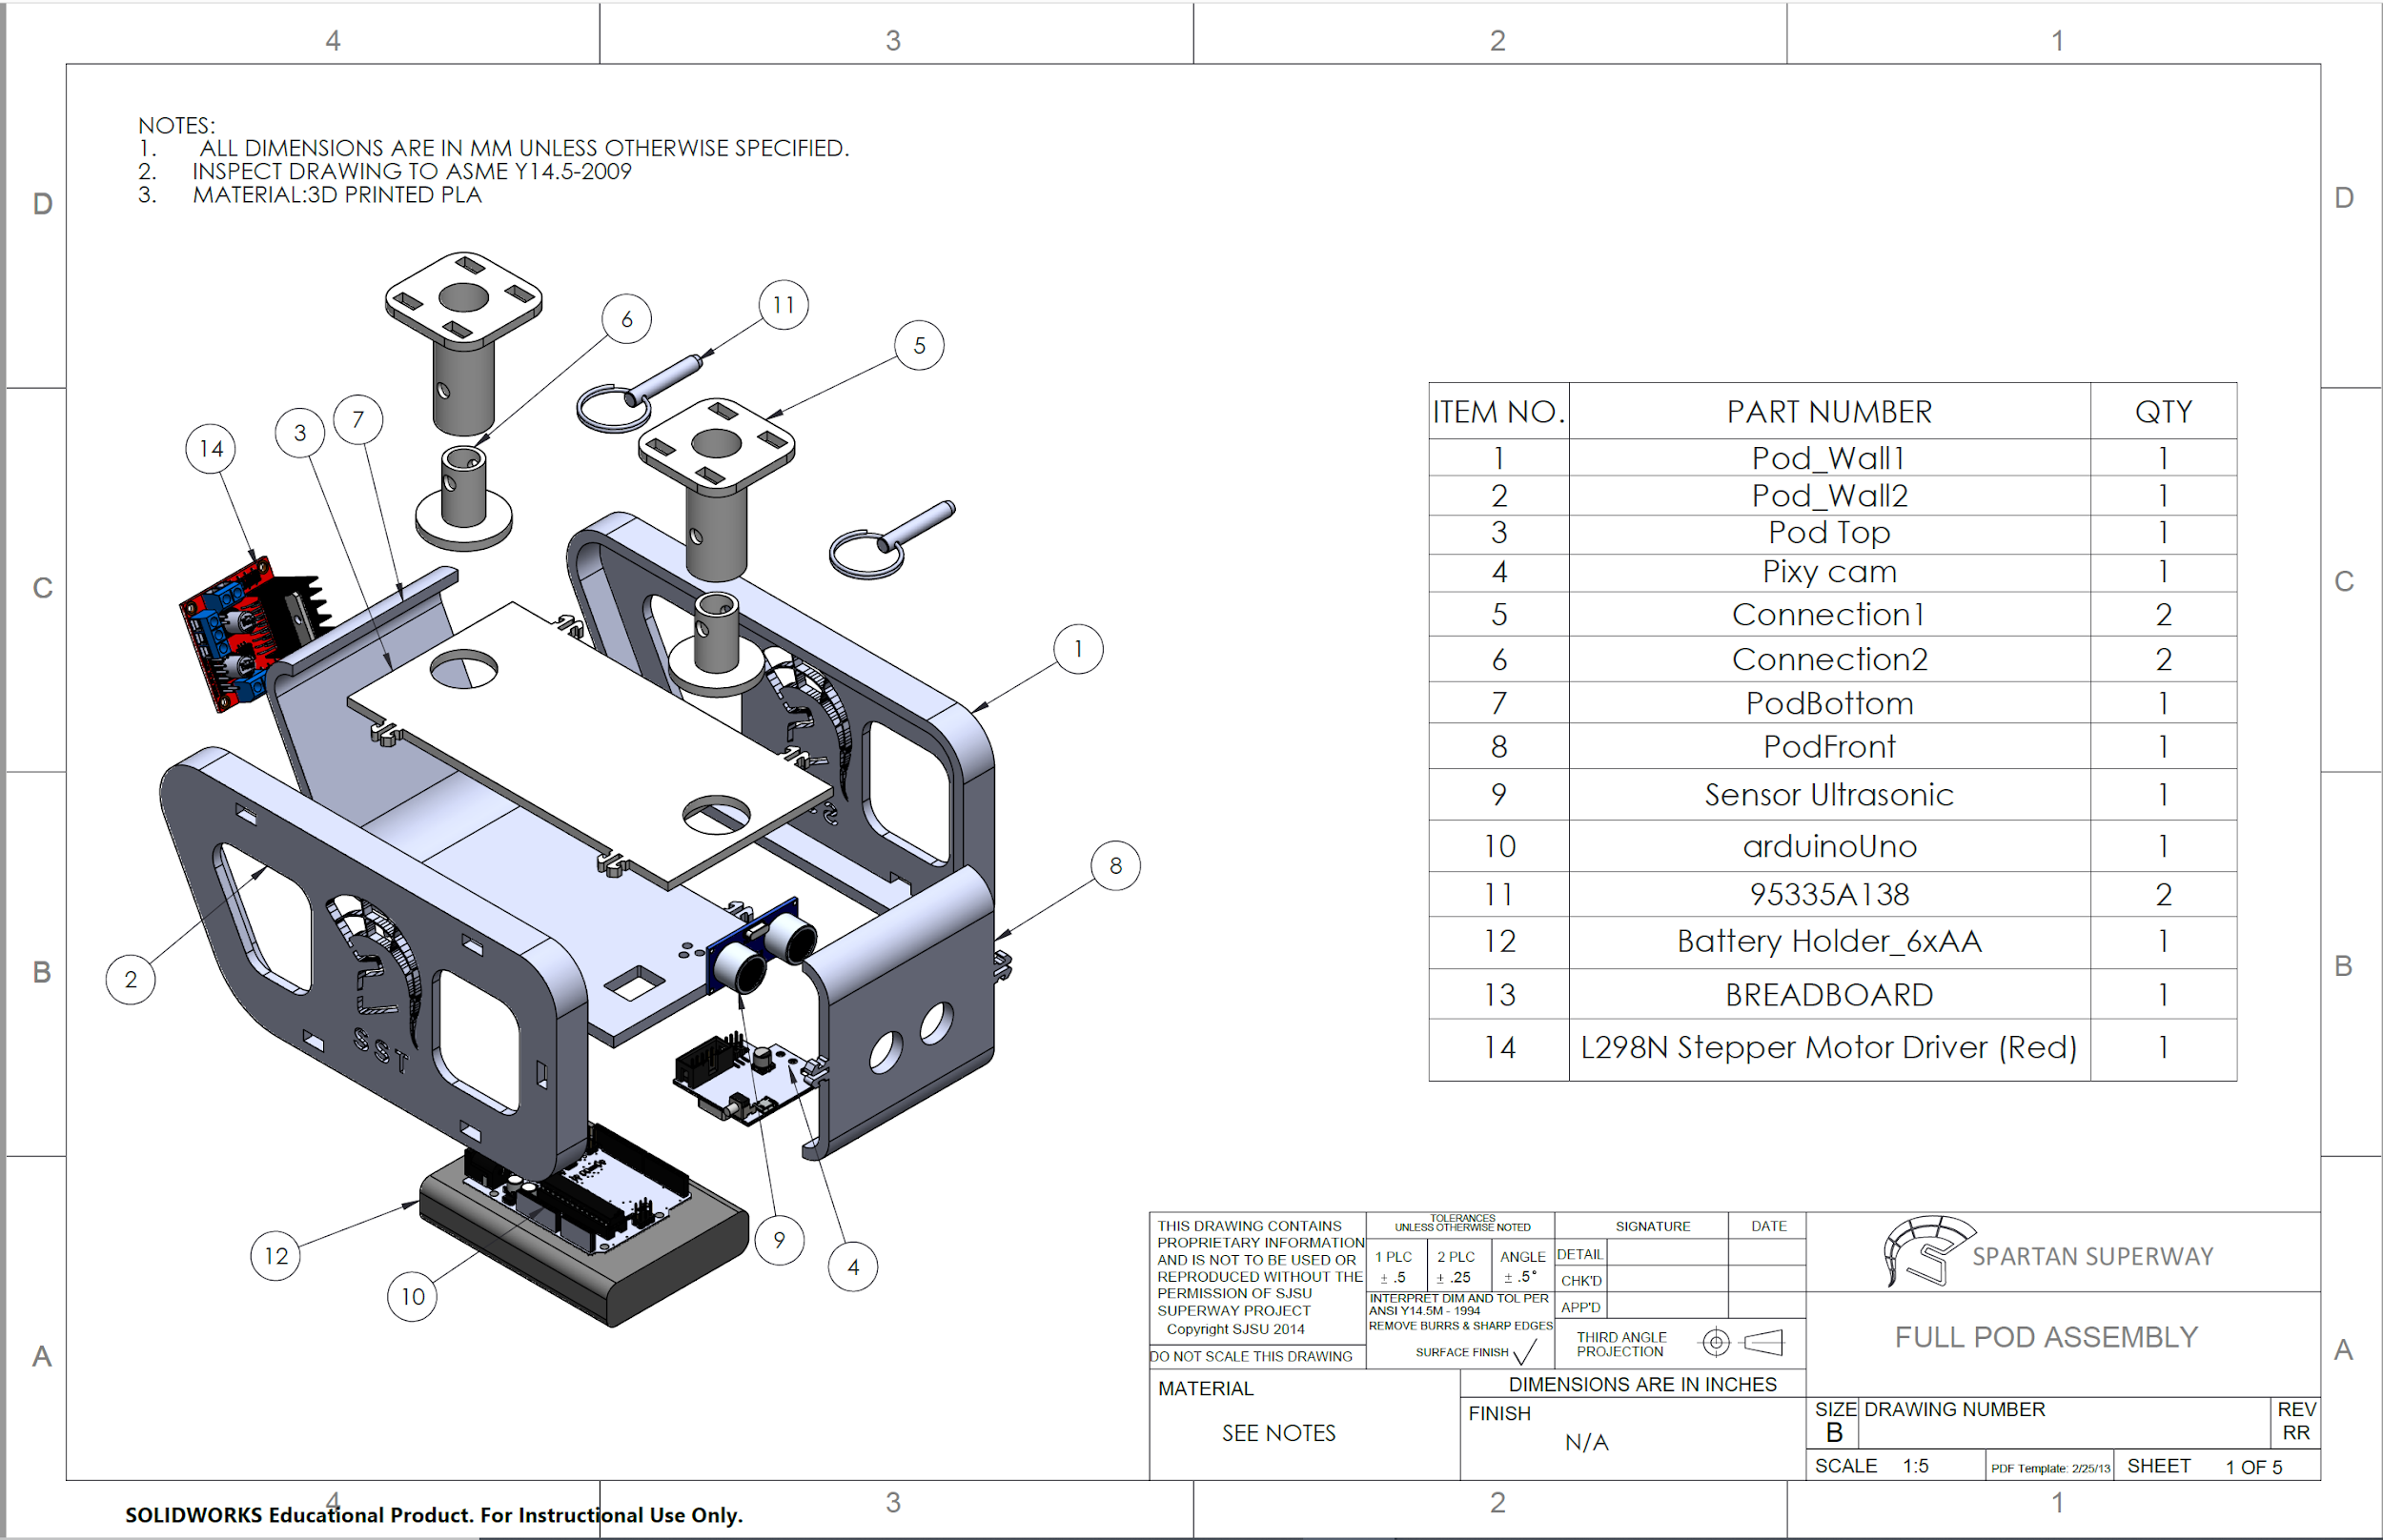 4 3 2 1
D
D
C
C
B
B
A
A
NOTES:
1. ALL DIMENSIONS ARE IN MM UNLESS OTHERWISE SPECIFIED.
2. INSPECT DRAWING TO ASME Y14.5-2009
3. MATERIAL:3D PRINTED PLA
11
6
5
7
3
14
1
8
2
SST
12
10
9
4
ITEM NO. PART NUMBER QTY
1 Pod_Wall1 1
2 Pod_Wall2 1
3 Pod Top 1
4 Pixy cam 1
5 Connection1 2
6 Connection2 2
7 PodBottom 1
8 PodFront 1
9 Sensor Ultrasonic 1
10 arduinoUno 1
11 95335A138 2
12 Battery Holder_6xAA 1
13 BREADBOARD 1
14 L298N Stepper Motor Driver (Red) 1
THIS DRAWING CONTAINS
PROPRIETARY INFORMATION
AND IS NOT TO BE USED OR
REPRODUCED WITHOUT THE
PERMISSION OF SJSU
SUPERWAY PROJECT
Copyright SJSU 2014
DO NOT SCALE THIS DRAWING
TOLERANCES
UNLESS OTHERWISE NOTED
1 PLC 2 PLC ANGLE
± .5 ± .25 ± .5°
INTERPRET DIM AND TOL PER
ANSI Y14.5M - 1994
REMOVE BURRS & SHARP EDGES
SURFACE FINISH
SIGNATURE DATE
DETAIL
CHK'D
APP'D
THIRD ANGLE
PROJECTION
SPARTAN SUPERWAY
FULL POD ASSEMBLY
MATERIAL
SEE NOTES
DIMENSIONS ARE IN INCHES
FINISH
N/A
SIZE DRAWING NUMBER REV
B RR
SCALE 1:5 PDF Template: 2/25/13 SHEET 1 OF 5
4 3 2 1
SOLIDWORKS Educational Product. For Instructional Use Only.